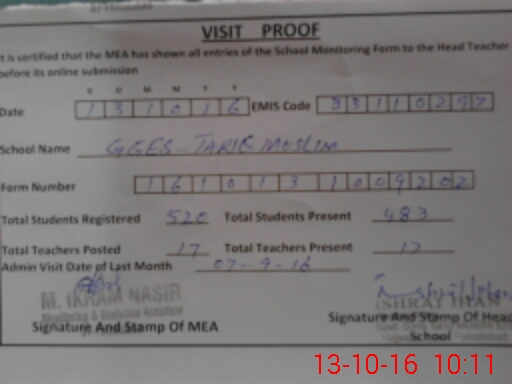 VISIT PROOF
It is certified that the MEA has shown all entries of the School Monitoring Form to the Head Teacher
before its online submission
D D M M Y Y
Date 1 3 1 0 1 6 EMIS Code 3 3 1 1 0 2 9 7
School Name GGES - TARIK MUSLIM
Form Number 1 6 1 0 1 3 1 0 0 9 2 0 2
Total Students Registered 520 Total Students Present 483
Total Teachers Posted 17 Total Teachers Present 17
Admin Visit Date of Last Month 07-9-16
M. IKRAM NASIR
Monitoring & Evaluation Assistant
Signature And Stamp Of MEA
Signature And Stamp Of Head
School
13-10-16 10:11